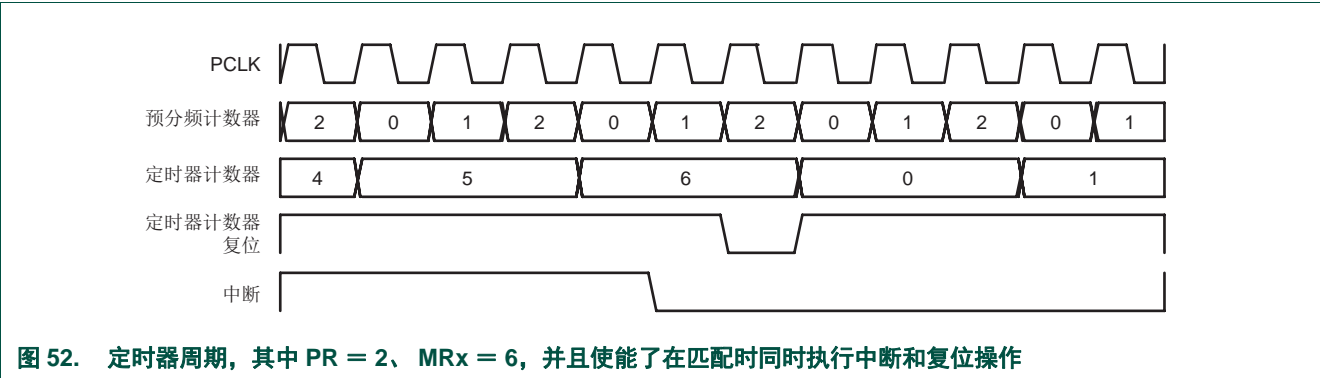 PCLK
预分频计数器 2 0 1 2 0 1 2 0 1 2 0 1
定时器计数器 4 5 6 0 1
定时器计数器
复位
中断
图 52. 定时器周期，其中 PR ＝ 2、 MRx ＝ 6，并且使能了在匹配时同时执行中断和复位操作